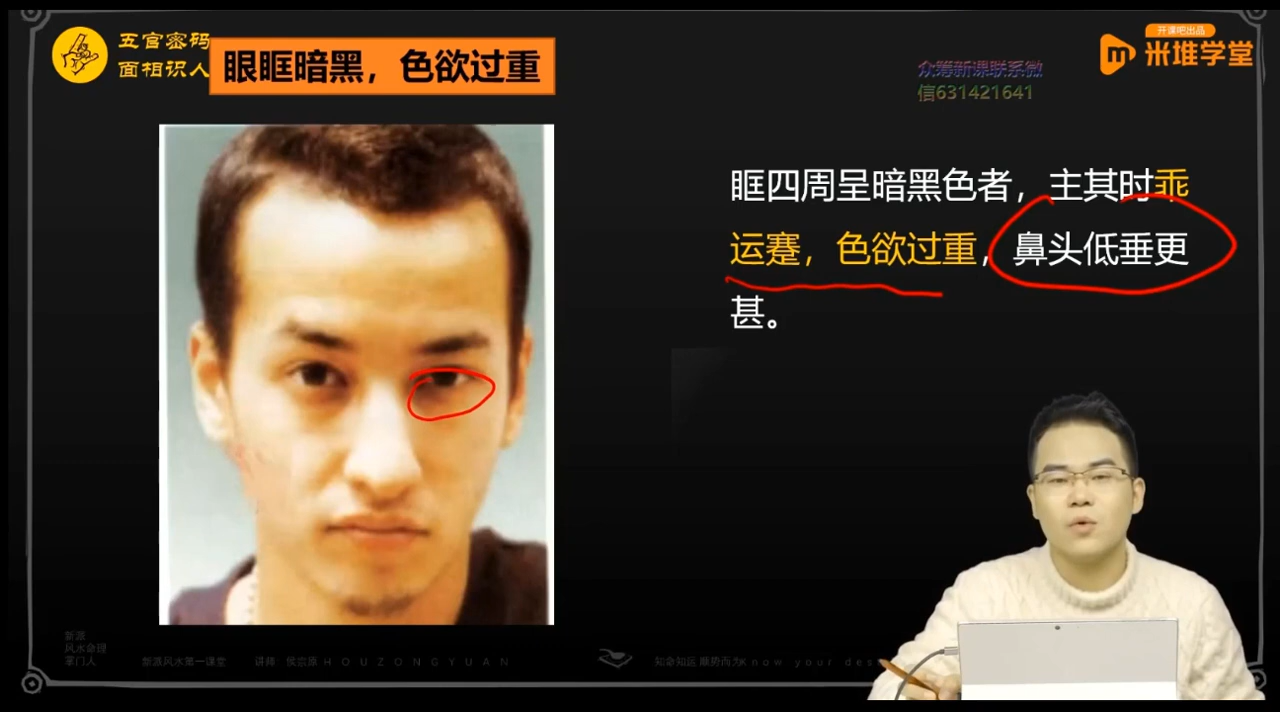 五官密码
面相识人
眼眶暗黑，色欲过重
众筹新课联系微
信631421641
开课吧出品
米堆学堂
眶四周呈暗黑色者，主其时乖
运蹇，色欲过重，鼻头低垂更
甚。
新派
风水命理
掌门人
新派风水第一课堂
讲师：侯宗原 HOUZONGYUAN
知命知运 顺势而为